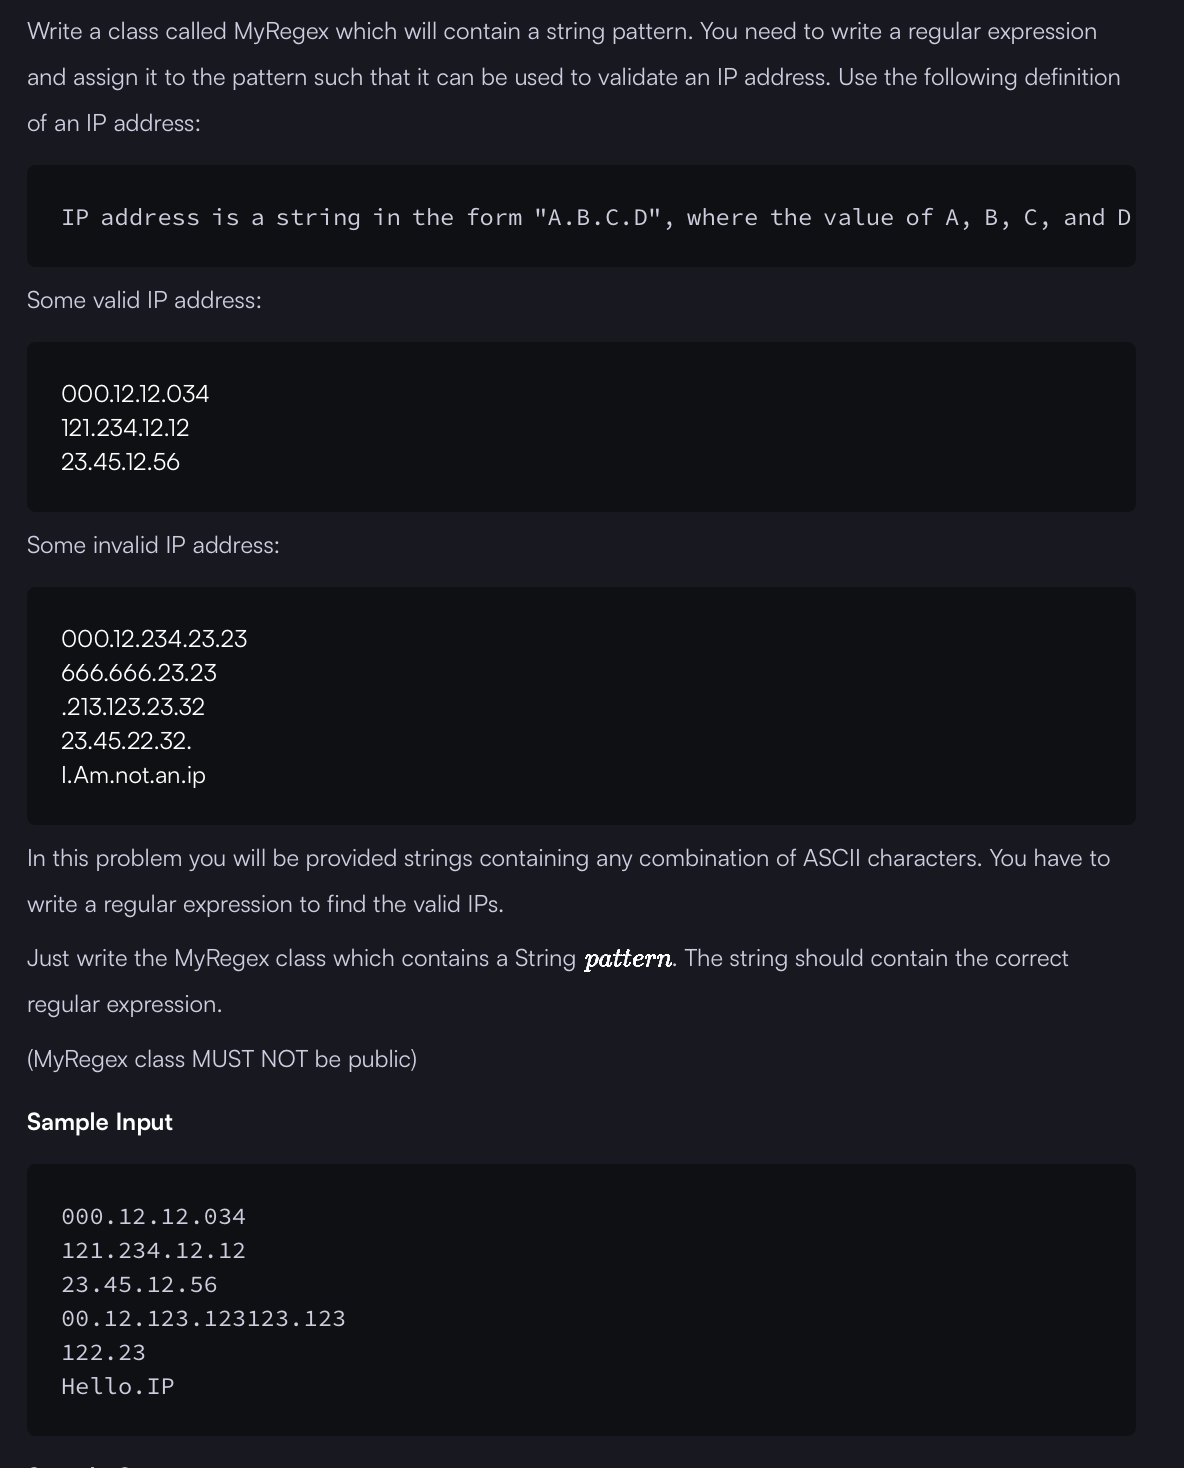 Write a class called MyRegex which will contain a string pattern. You need to write a regular expression
and assign it to the pattern such that it can be used to validate an IP address. Use the following definition
of an IP address:
IP address is a string in the form "A.B.C.D", where the value of A, B, C, and D
Some valid IP address:
000.12.12.034
121.234.12.12
23.45.12.56
Some invalid IP address:
000.12.234.23.23
666.666.23.23
.213.123.23.32
23.45.22.32.
I.Am.not.an.ip
In this problem you will be provided strings containing any combination of ASCII characters. You have to
write a regular expression to find the valid IPs.
Just write the MyRegex class which contains a String pattern. The string should contain the correct
regular expression.
(MyRegex class MUST NOT be public)
Sample Input
000.12.12.034
121.234.12.12
23.45.12.56
00.12.123.123123.123
122.23
Hello.IP